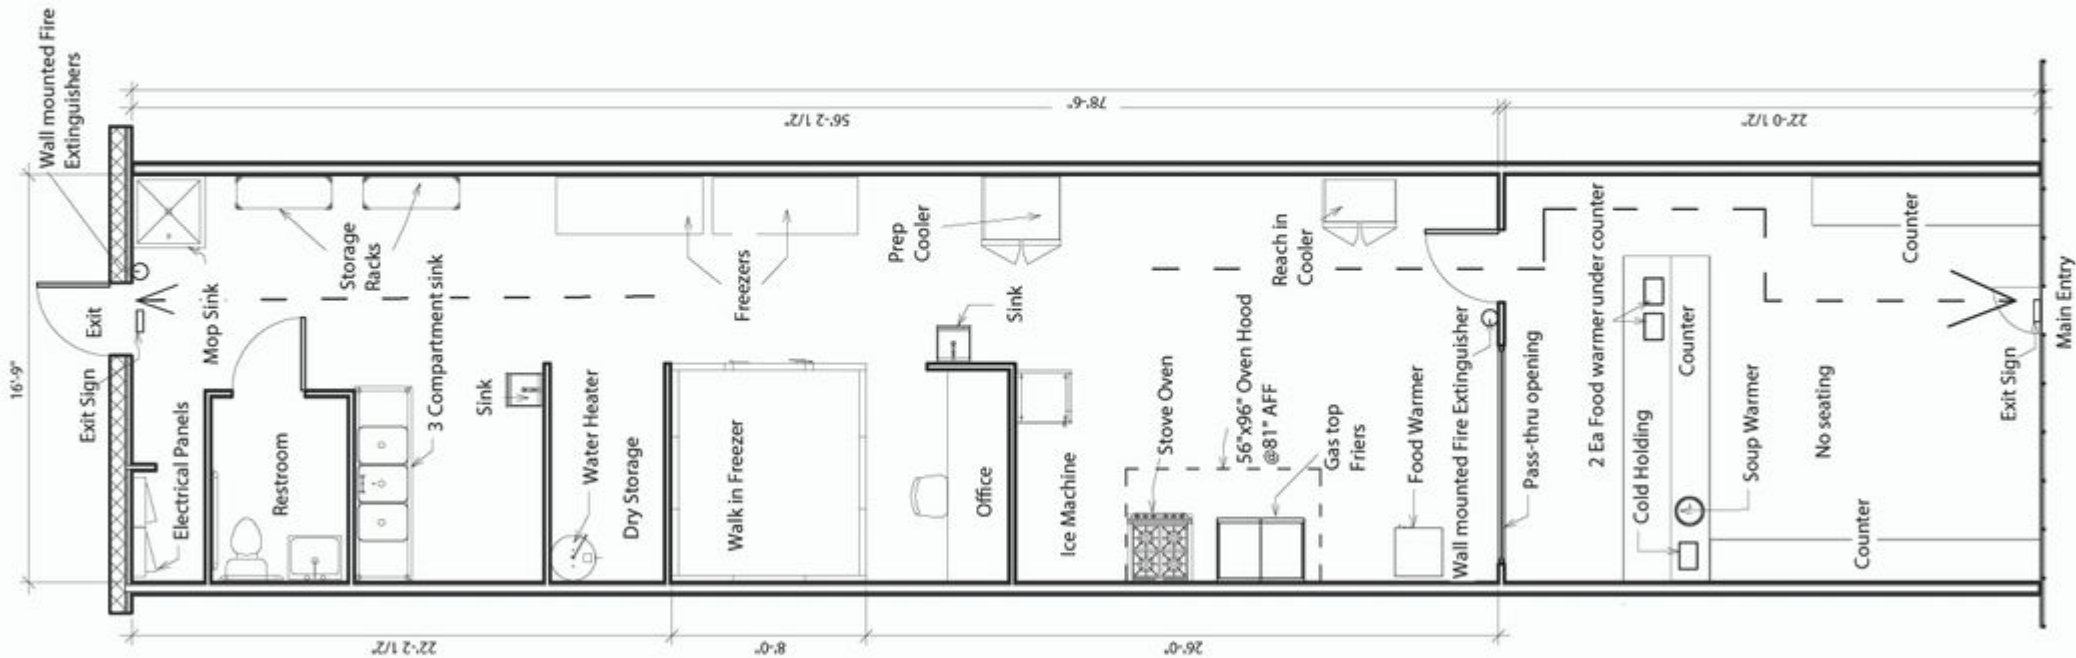 Wall mounted Fire
Extinguishers
16'-9"
78'-6"
56'-2 1/2"
22'-0 1/2"
Exit Sign
Exit
Mop Sink
Electrical Panels
Restroom
Storage
Racks
3 Compartment sink
Sink
Water Heater
Dry Storage
Freezers
Walk in Freezer
Prep
Cooler
Sink
Office
Ice Machine
Stove Oven
56"x96" Oven Hood
@81" AFF
Gas top
Friers
Reach in
Cooler
Food Warmer
Wall mounted Fire Extinguisher
Pass-thru opening
2 Ea Food warmer under counter
Cold Holding
Counter
Soup Warmer
No seating
Counter
Counter
Exit Sign
Main Entry
22'-2 1/2"
8'-0"
26'-0"